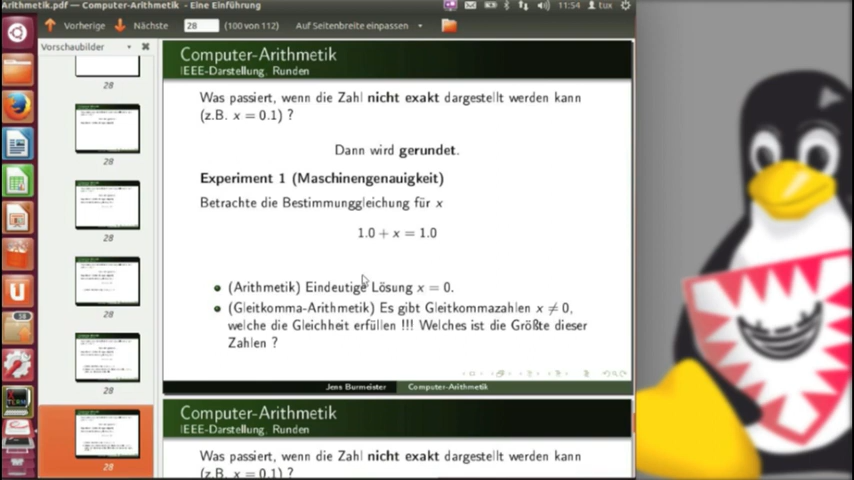 Arithmetik.pdf — Computer-Arithmetik - Eine Einführung
11:54 tux
Vorherige Nächste 28 (100 von 112) Auf Seitenbreite einpassen
Vorschaubilder
28
28
28
28
28
28
Computer-Arithmetik
IEEE-Darstellung, Runden
Was passiert, wenn die Zahl nicht exakt dargestellt werden kann
(z.B. x = 0.1) ?
Dann wird gerundet.
Experiment 1 (Maschinengenauigkeit)
Betrachte die Bestimmunggleichung für x
1.0 + x = 1.0
(Arithmetik) Eindeutige Lösung x = 0.
(Gleitkomma-Arithmetik) Es gibt Gleitkommazahlen x ≠ 0,
welche die Gleichheit erfüllen !!! Welches ist die Größte dieser
Zahlen ?
Jens Burmeister Computer-Arithmetik
Computer-Arithmetik
IEEE-Darstellung, Runden
Was passiert, wenn die Zahl nicht exakt dargestellt werden kann
(z.B. x = 0.1) ?